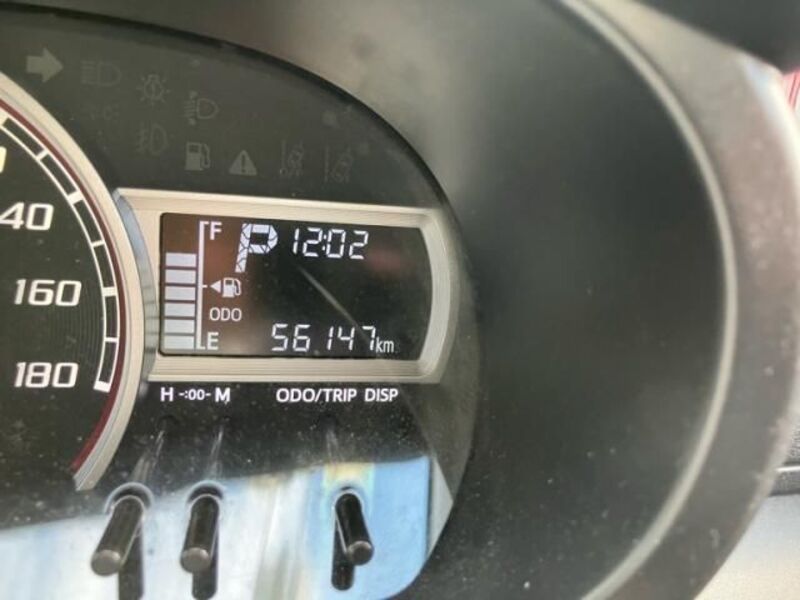 F
P 12:02
ODO
E 56147km
40
160
180
H -:00- M ODO/TRIP DISP